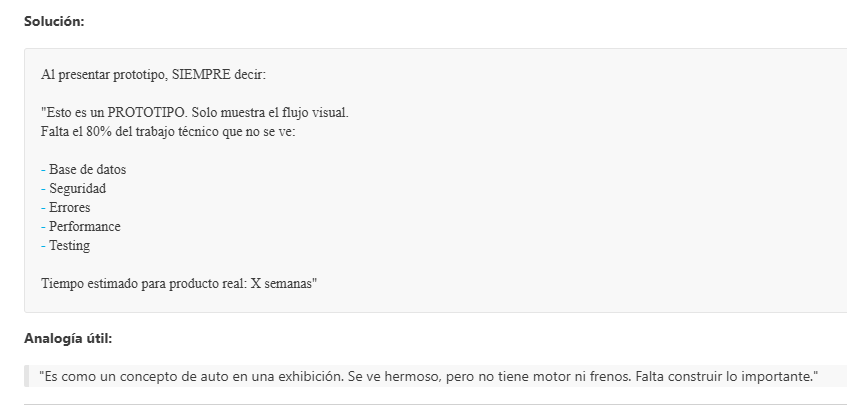 Solución:
Al presentar prototipo, SIEMPRE decir:
"Esto es un PROTOTIPO. Solo muestra el flujo visual.
Falta el 80% del trabajo técnico que no se ve:
- Base de datos
- Seguridad
- Errores
- Performance
- Testing
Tiempo estimado para producto real: X semanas"
Analogía útil:
"Es como un concepto de auto en una exhibición. Se ve hermoso, pero no tiene motor ni frenos. Falta construir lo importante."